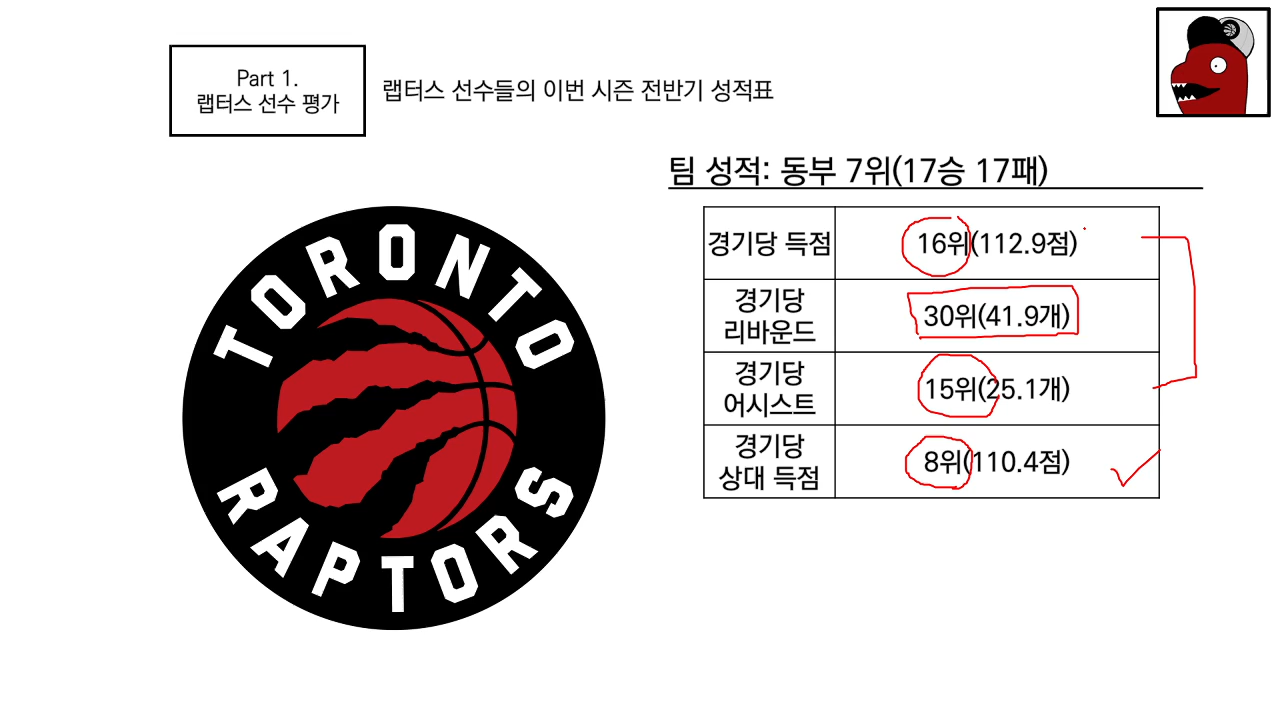 Part 1.
랩터스 선수 평가
랩터스 선수들의 이번 시즌 전반기 성적표
팀 성적: 동부 7위(17승 17패)
경기당 득점
16위(112.9점)
경기당
리바운드
30위(41.9개)
경기당
어시스트
15위(25.1개)
경기당
상대 득점
8위(110.4점)
TORONTO
RAPTORS